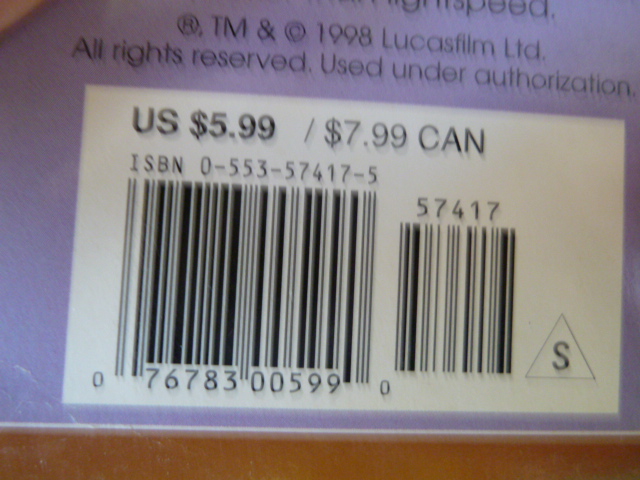 lightspeed.
®, TM & © 1998 Lucasfilm Ltd.
All rights reserved. Used under authorization.
US $5.99 / $7.99 CAN
ISBN 0-553-57417-5
57417
S
0 76783 00599 0